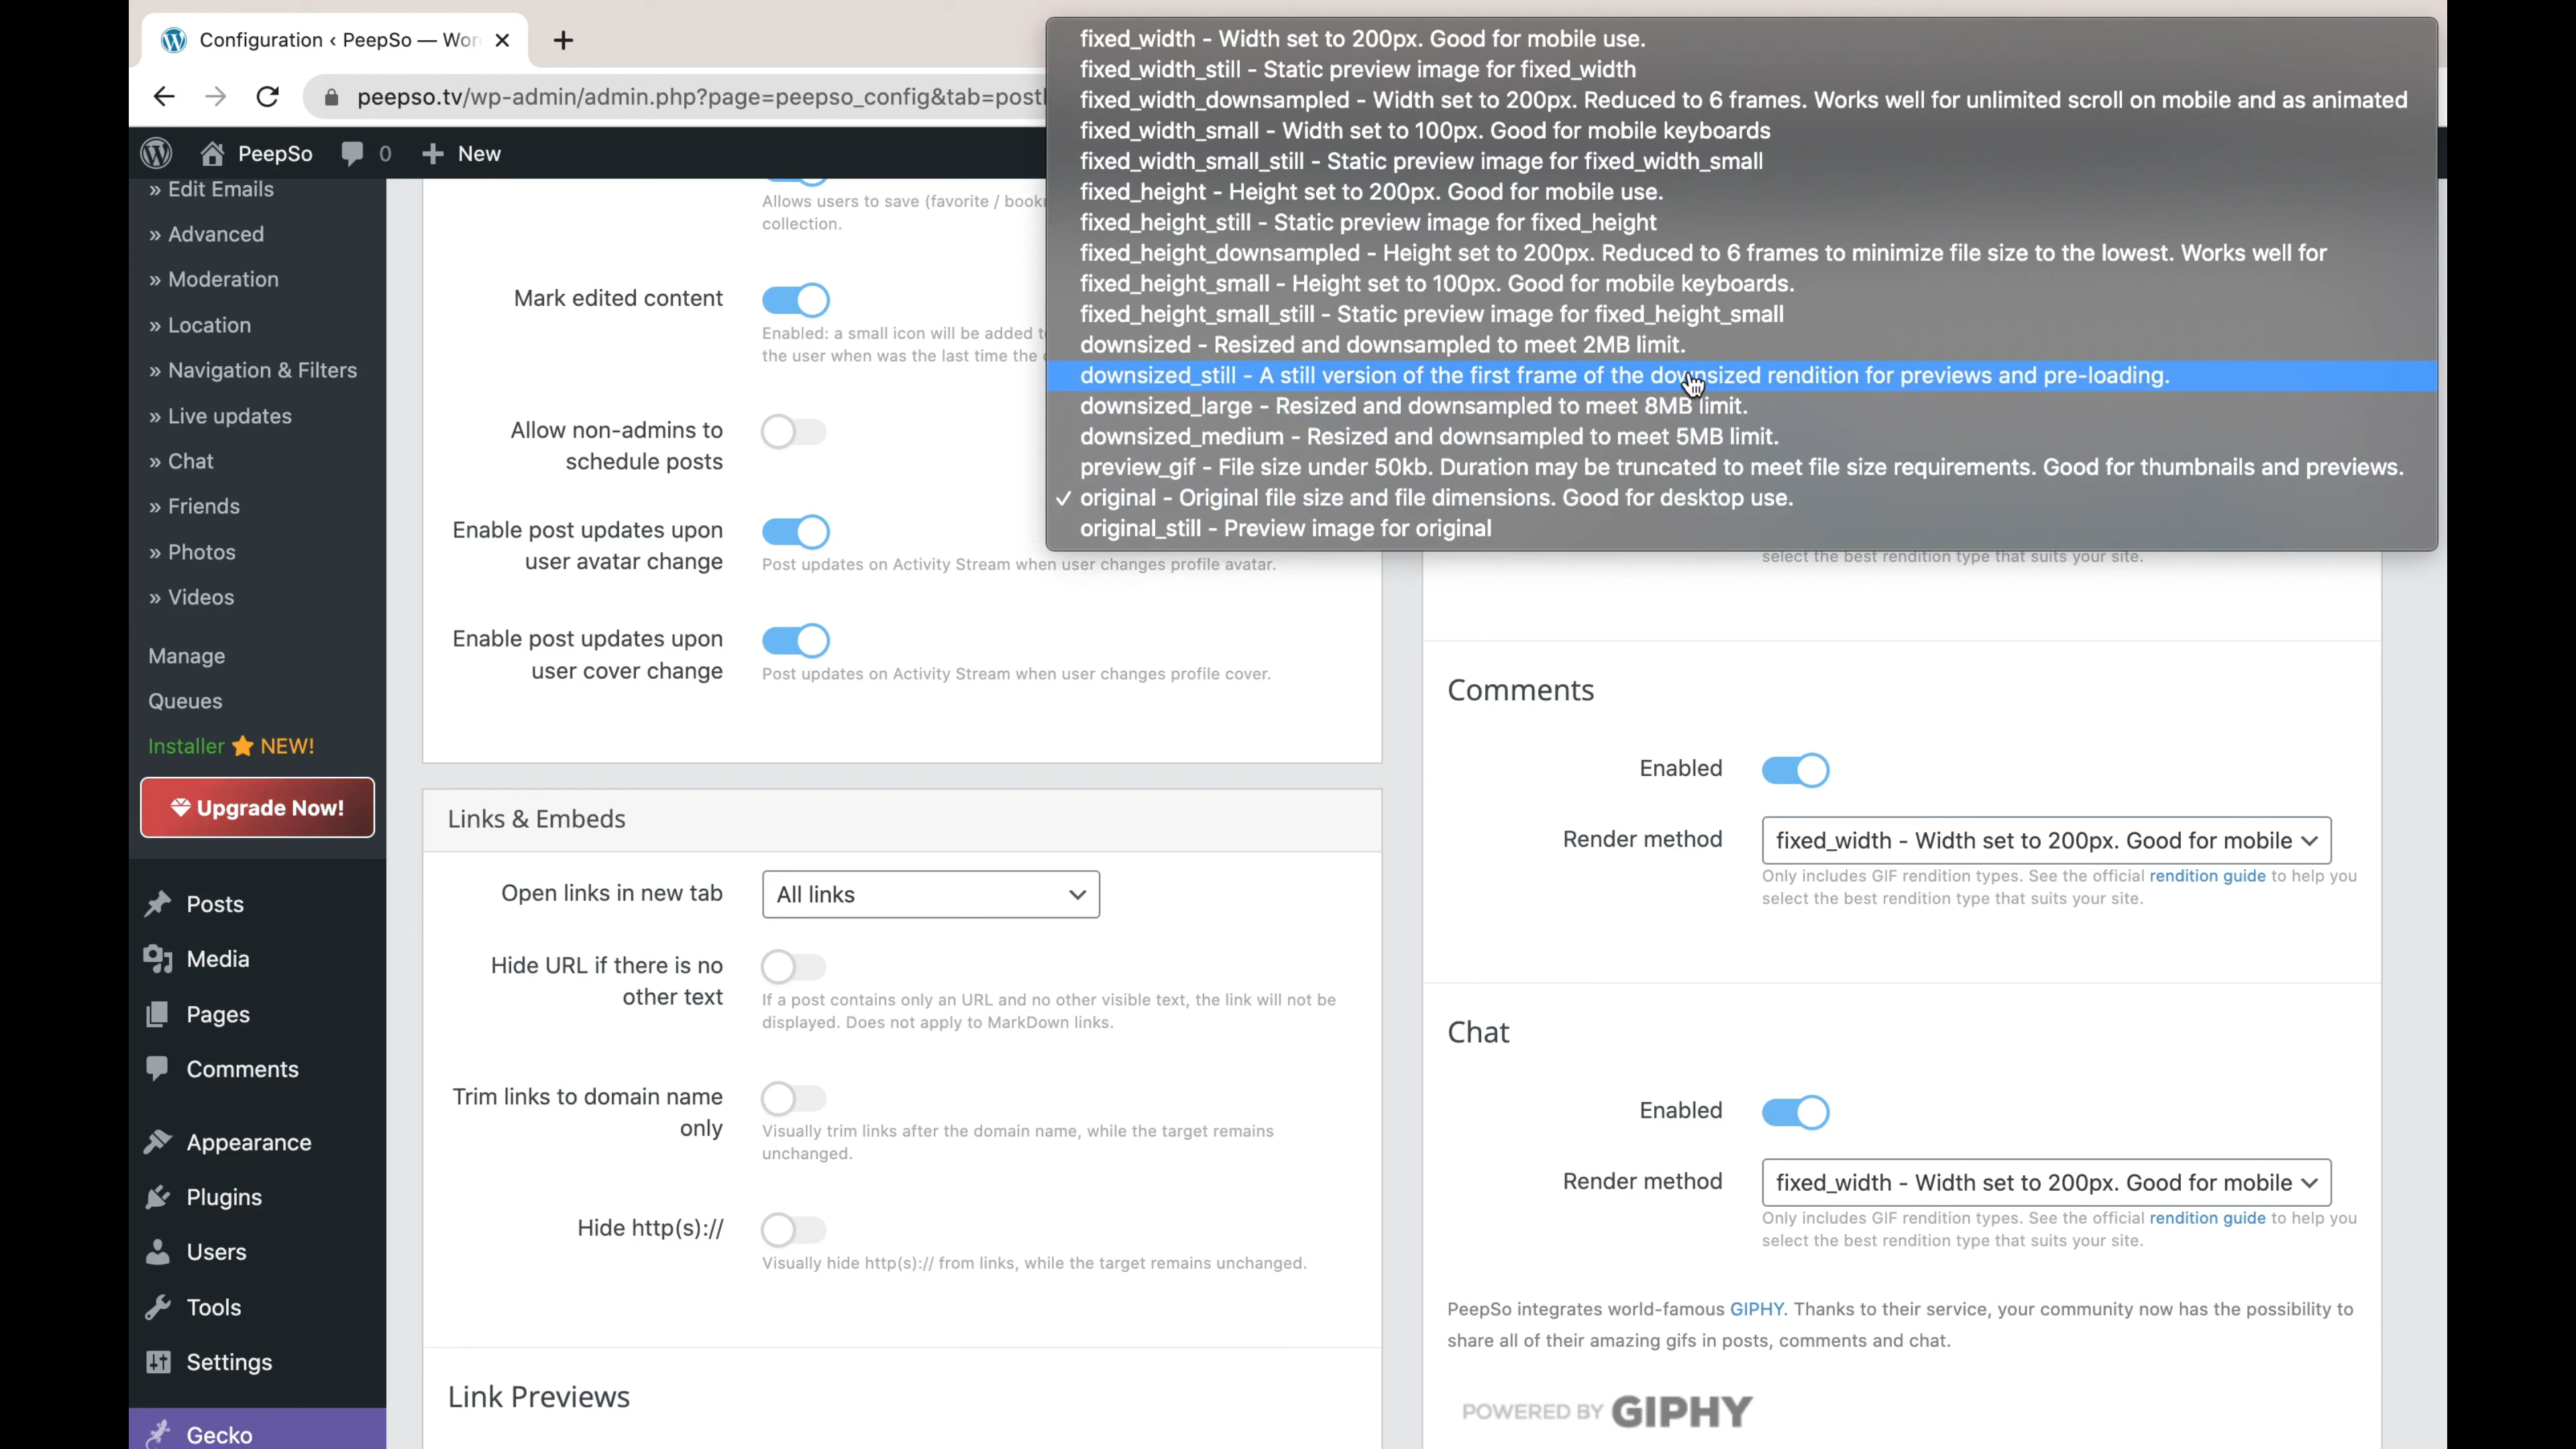 Configuration ‹ PeepSo — Wor
peepso.tv/wp-admin/admin.php?page=peepso_config&tab=post
PeepSo
0
New
» Edit Emails
» Advanced
» Moderation
» Location
» Navigation & Filters
» Live updates
» Chat
» Friends
» Photos
» Videos
Manage
Queues
Installer ⭐ NEW!
Upgrade Now!
Posts
Media
Pages
Comments
Appearance
Plugins
Users
Tools
Settings
Gecko
Allows users to save (favorite / book
collection.
Mark edited content
Enabled: a small icon will be added to
the user when was the last time the
Allow non-admins to
schedule posts
Enable post updates upon
user avatar change
Post updates on Activity Stream when user changes profile avatar.
Enable post updates upon
user cover change
Post updates on Activity Stream when user changes profile cover.
Links & Embeds
Open links in new tab
All links
Hide URL if there is no
other text
If a post contains only an URL and no other visible text, the link will not be
displayed. Does not apply to MarkDown links.
Trim links to domain name
only
Visually trim links after the domain name, while the target remains
unchanged.
Hide http(s)://
Visually hide http(s):// from links, while the target remains unchanged.
Link Previews
fixed_width - Width set to 200px. Good for mobile use.
fixed_width_still - Static preview image for fixed_width
fixed_width_downsampled - Width set to 200px. Reduced to 6 frames. Works well for unlimited scroll on mobile and as animated
fixed_width_small - Width set to 100px. Good for mobile keyboards
fixed_width_small_still - Static preview image for fixed_width_small
fixed_height - Height set to 200px. Good for mobile use.
fixed_height_still - Static preview image for fixed_height
fixed_height_downsampled - Height set to 200px. Reduced to 6 frames to minimize file size to the lowest. Works well for
fixed_height_small - Height set to 100px. Good for mobile keyboards.
fixed_height_small_still - Static preview image for fixed_height_small
downsized - Resized and downsampled to meet 2MB limit.
downsized_still - A still version of the first frame of the downsized rendition for previews and pre-loading.
downsized_large - Resized and downsampled to meet 8MB limit.
downsized_medium - Resized and downsampled to meet 5MB limit.
preview_gif - File size under 50kb. Duration may be truncated to meet file size requirements. Good for thumbnails and previews.
✓ original - Original file size and file dimensions. Good for desktop use.
original_still - Preview image for original
select the best rendition type that suits your site.
Comments
Enabled
Render method
fixed_width - Width set to 200px. Good for mobile
Only includes GIF rendition types. See the official rendition guide to help you
select the best rendition type that suits your site.
Chat
Enabled
Render method
fixed_width - Width set to 200px. Good for mobile
Only includes GIF rendition types. See the official rendition guide to help you
select the best rendition type that suits your site.
PeepSo integrates world-famous GIPHY. Thanks to their service, your community now has the possibility to
share all of their amazing gifs in posts, comments and chat.
POWERED BY GIPHY